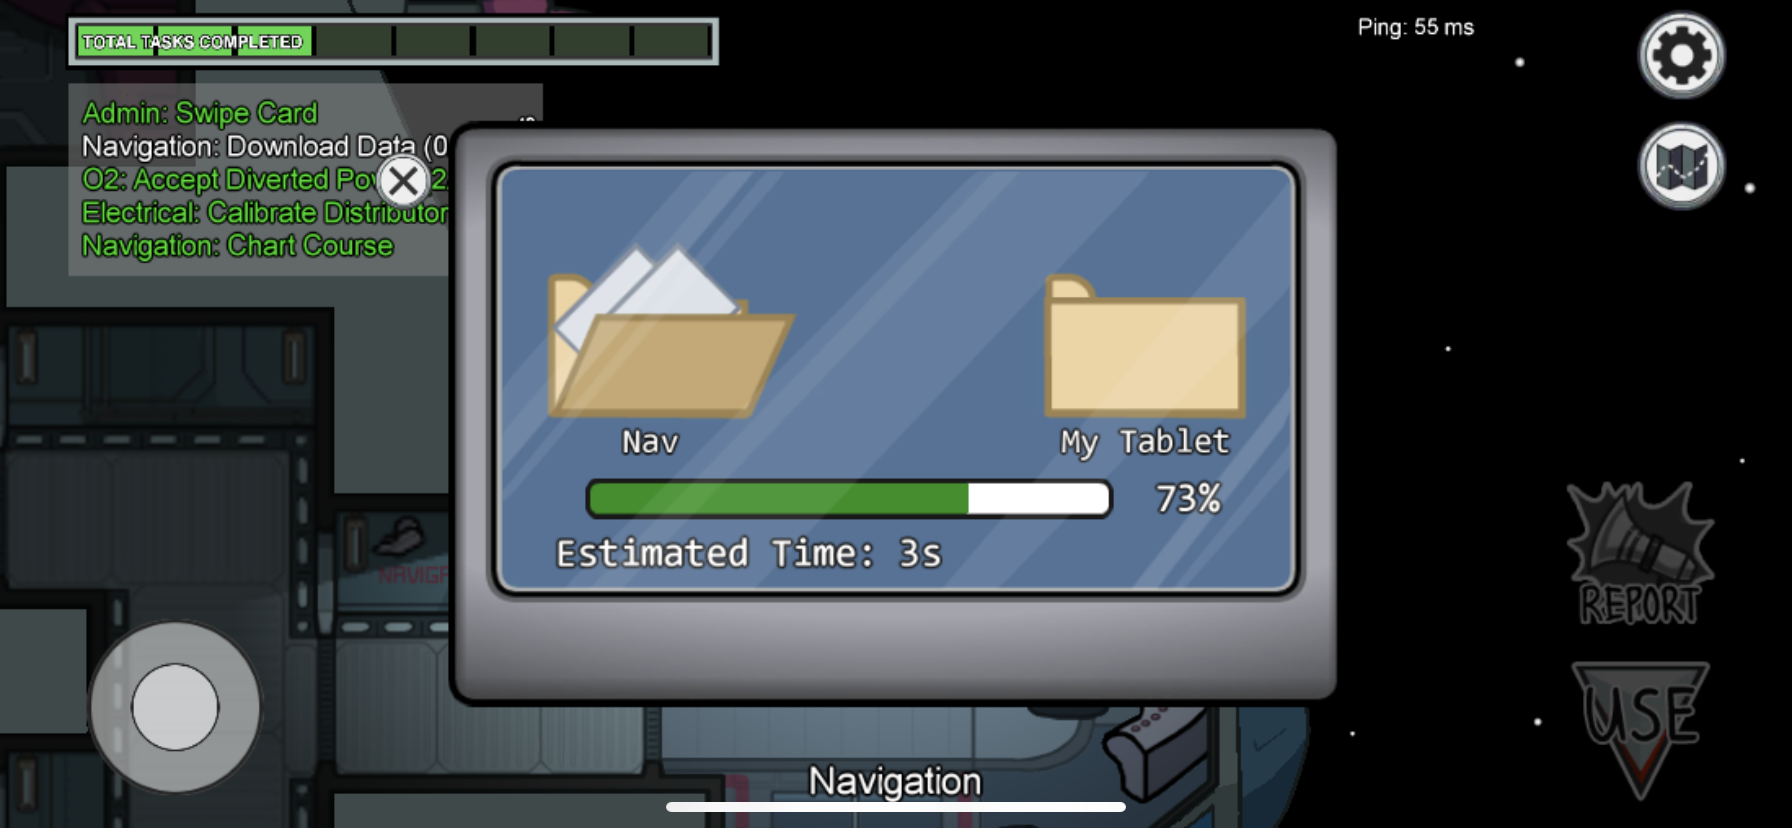 TOTAL TASKS COMPLETED
Ping: 55 ms
Admin: Swipe Card
Navigation: Download Data (0
O2: Accept Diverted Pow
Electrical: Calibrate Distributor
Navigation: Chart Course
Nav
My Tablet
73%
Estimated Time: 3s
REPORT
USE
Navigation